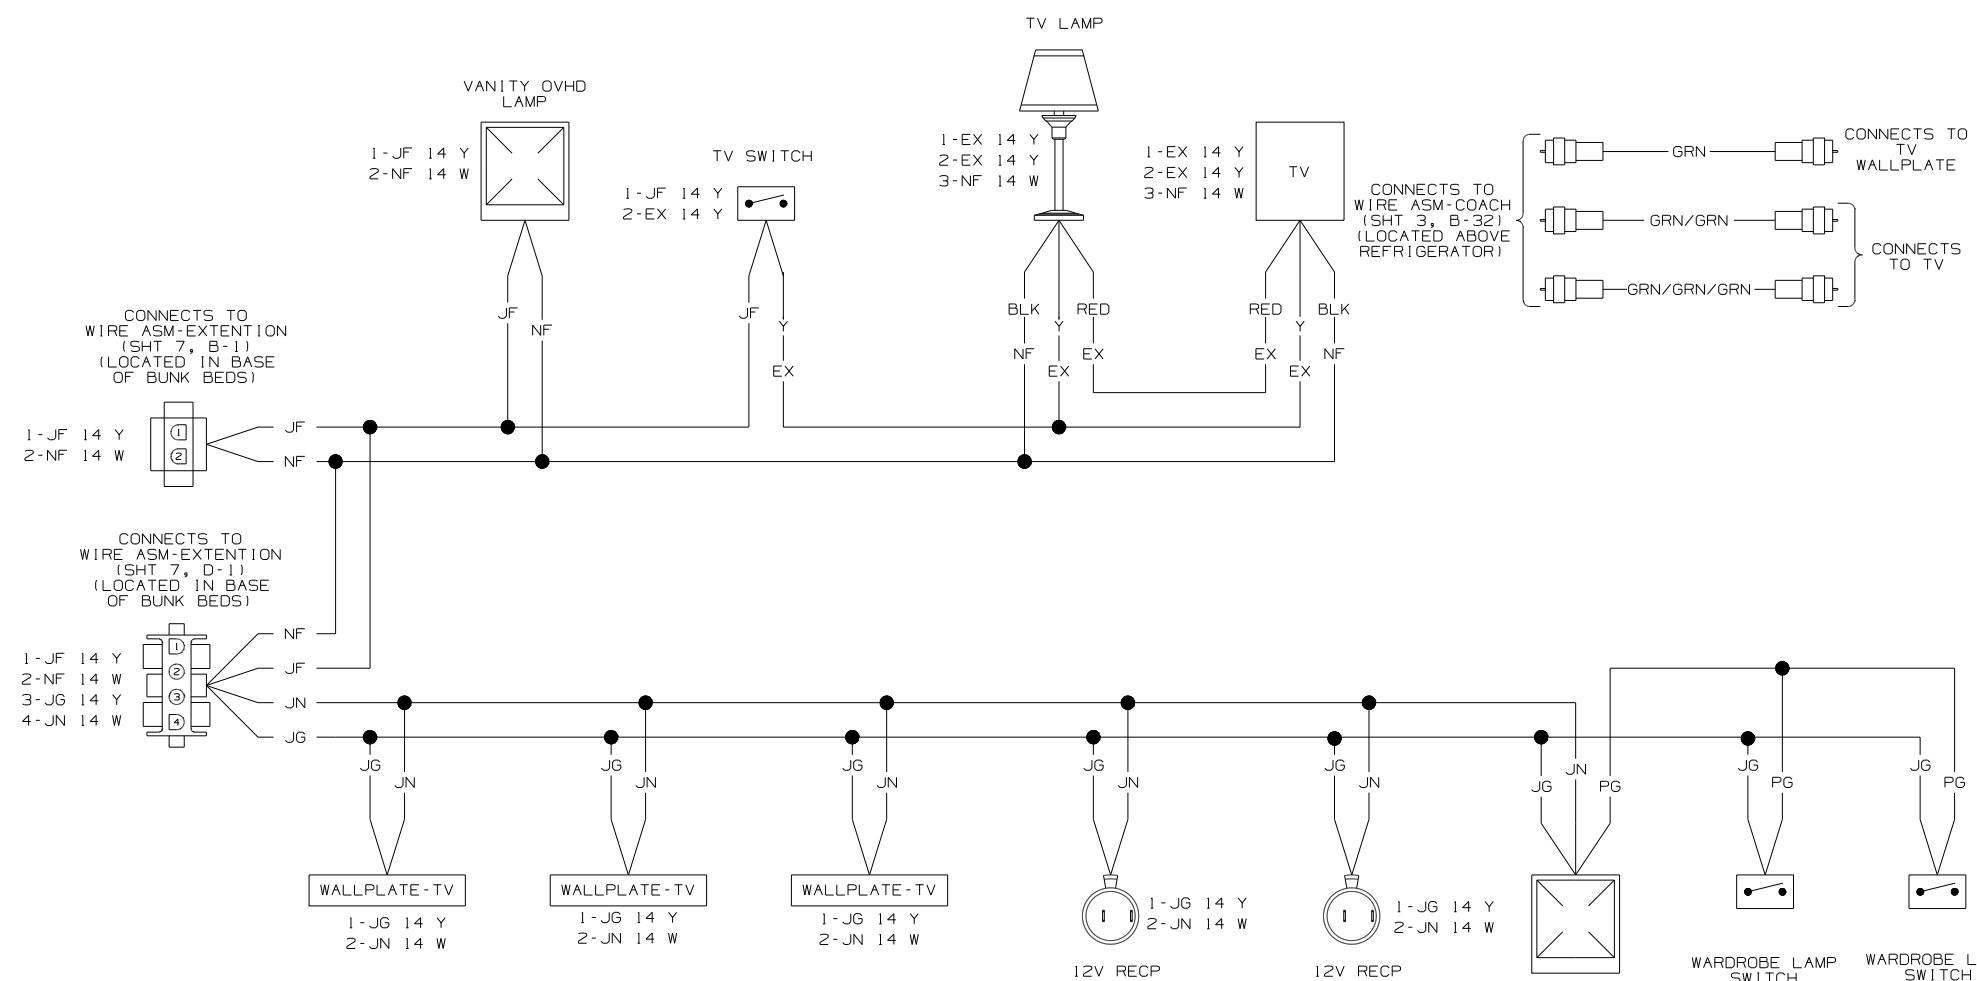 TV LAMP
VANITY OVHD
LAMP
1-JF 14 Y
2-NF 14 W
TV SWITCH
1-JF 14 Y
2-EX 14 Y
1-EX 14 Y
2-EX 14 Y
3-NF 14 W
1-EX 14 Y
2-EX 14 Y
3-NF 14 W
TV
CONNECTS TO
WIRE ASM-COACH
(SHT 3, B-32)
(LOCATED ABOVE
REFRIGERATOR)
GRN
GRN/GRN
GRN/GRN/GRN
CONNECTS TO
TV
WALLPLATE
CONNECTS
TO TV
JF
NF
JF
Y
EX
BLK
Y
RED
NF
EX
EX
RED
Y
BLK
EX
EX
NF
CONNECTS TO
WIRE ASM-EXTENTION
(SHT 7, B-1)
(LOCATED IN BASE
OF BUNK BEDS)
1-JF 14 Y
2-NF 14 W
1
2
JF
NF
CONNECTS TO
WIRE ASM-EXTENTION
(SHT 7, D-1)
(LOCATED IN BASE
OF BUNK BEDS)
1-JF 14 Y
2-NF 14 W
3-JG 14 Y
4-JN 14 W
1
2
3
4
NF
JF
JN
JG
JG
JN
JG
JN
JG
JN
JG
JN
JG
JN
JG
JN
PG
JG
PG
JG
PG
WALLPLATE-TV
1-JG 14 Y
2-JN 14 W
WALLPLATE-TV
1-JG 14 Y
2-JN 14 W
WALLPLATE-TV
1-JG 14 Y
2-JN 14 W
1-JG 14 Y
2-JN 14 W
12V RECP
1-JG 14 Y
2-JN 14 W
12V RECP
WARDROBE LAMP
SWITCH
WARDROBE L
SWITCH